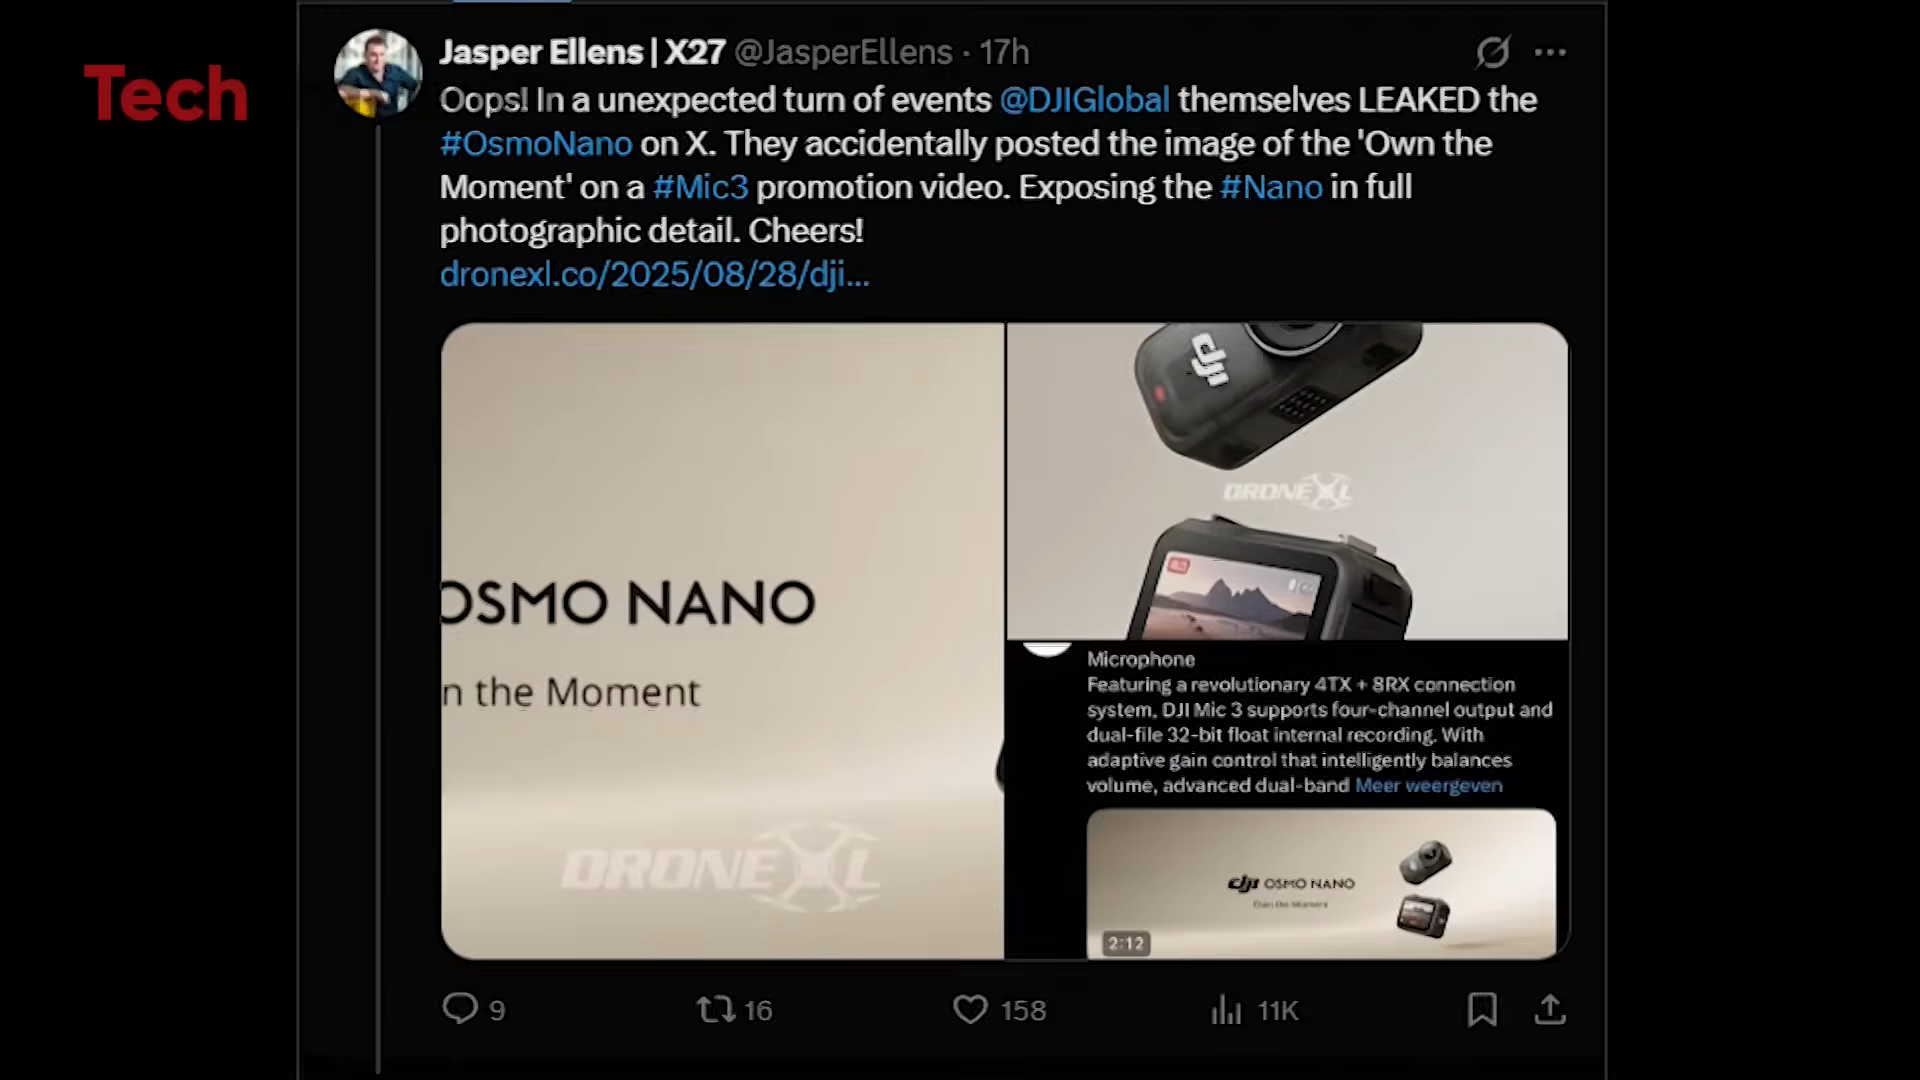 Tech
Jasper Ellens | X27 @JasperEllens · 17h
Oops! In a unexpected turn of events @DJIGlobal themselves LEAKED the
#OsmoNano on X. They accidentally posted the image of the 'Own the
Moment' on a #Mic3 promotion video. Exposing the #Nano in full
photographic detail. Cheers!
dronexl.co/2025/08/28/dji...
OSMO NANO
n the Moment
DRONEXL
dji
DRONEXL
Microphone
Featuring a revolutionary 4TX + 8RX connection
system, DJI Mic 3 supports four-channel output and
dual-file 32-bit float internal recording. With
adaptive gain control that intelligently balances
volume, advanced dual-band Meer weergeven
dji OSMO NANO
Own the Moment
2:12
9
16
158
11K